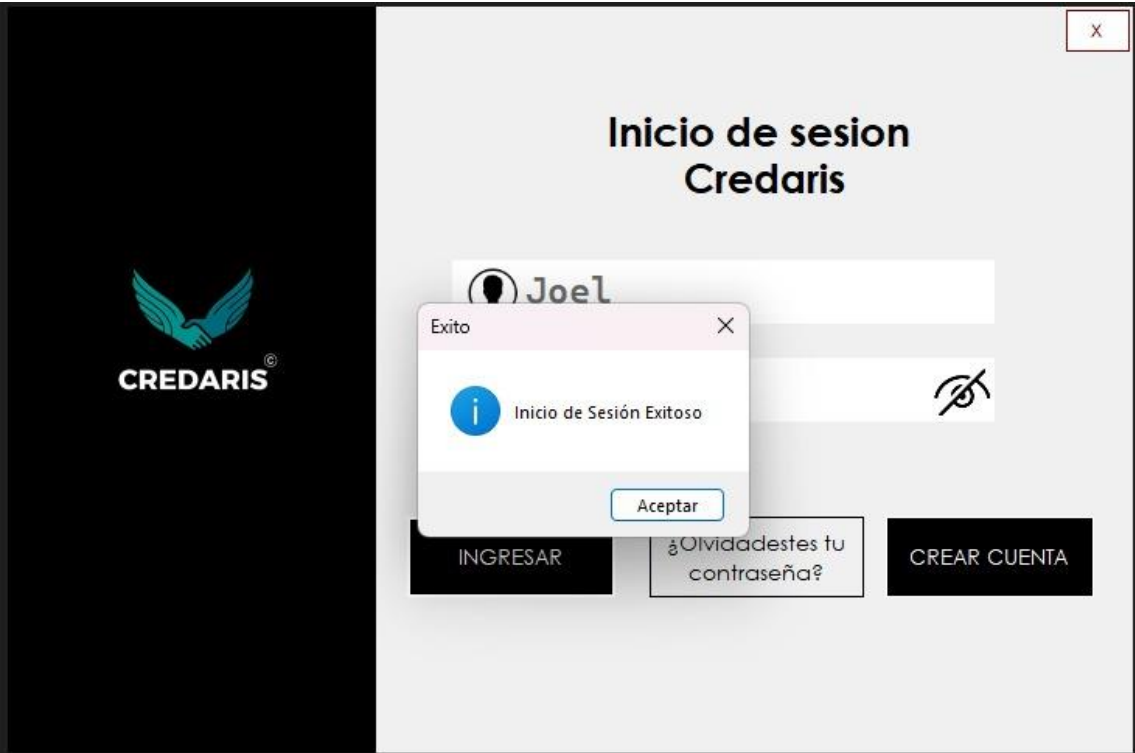 X
Inicio de sesion
Credaris
Joel
Exito
Inicio de Sesión Exitoso
Aceptar
CREDARIS©
INGRESAR
¿Olvidadestes tu
contraseña?
CREAR CUENTA